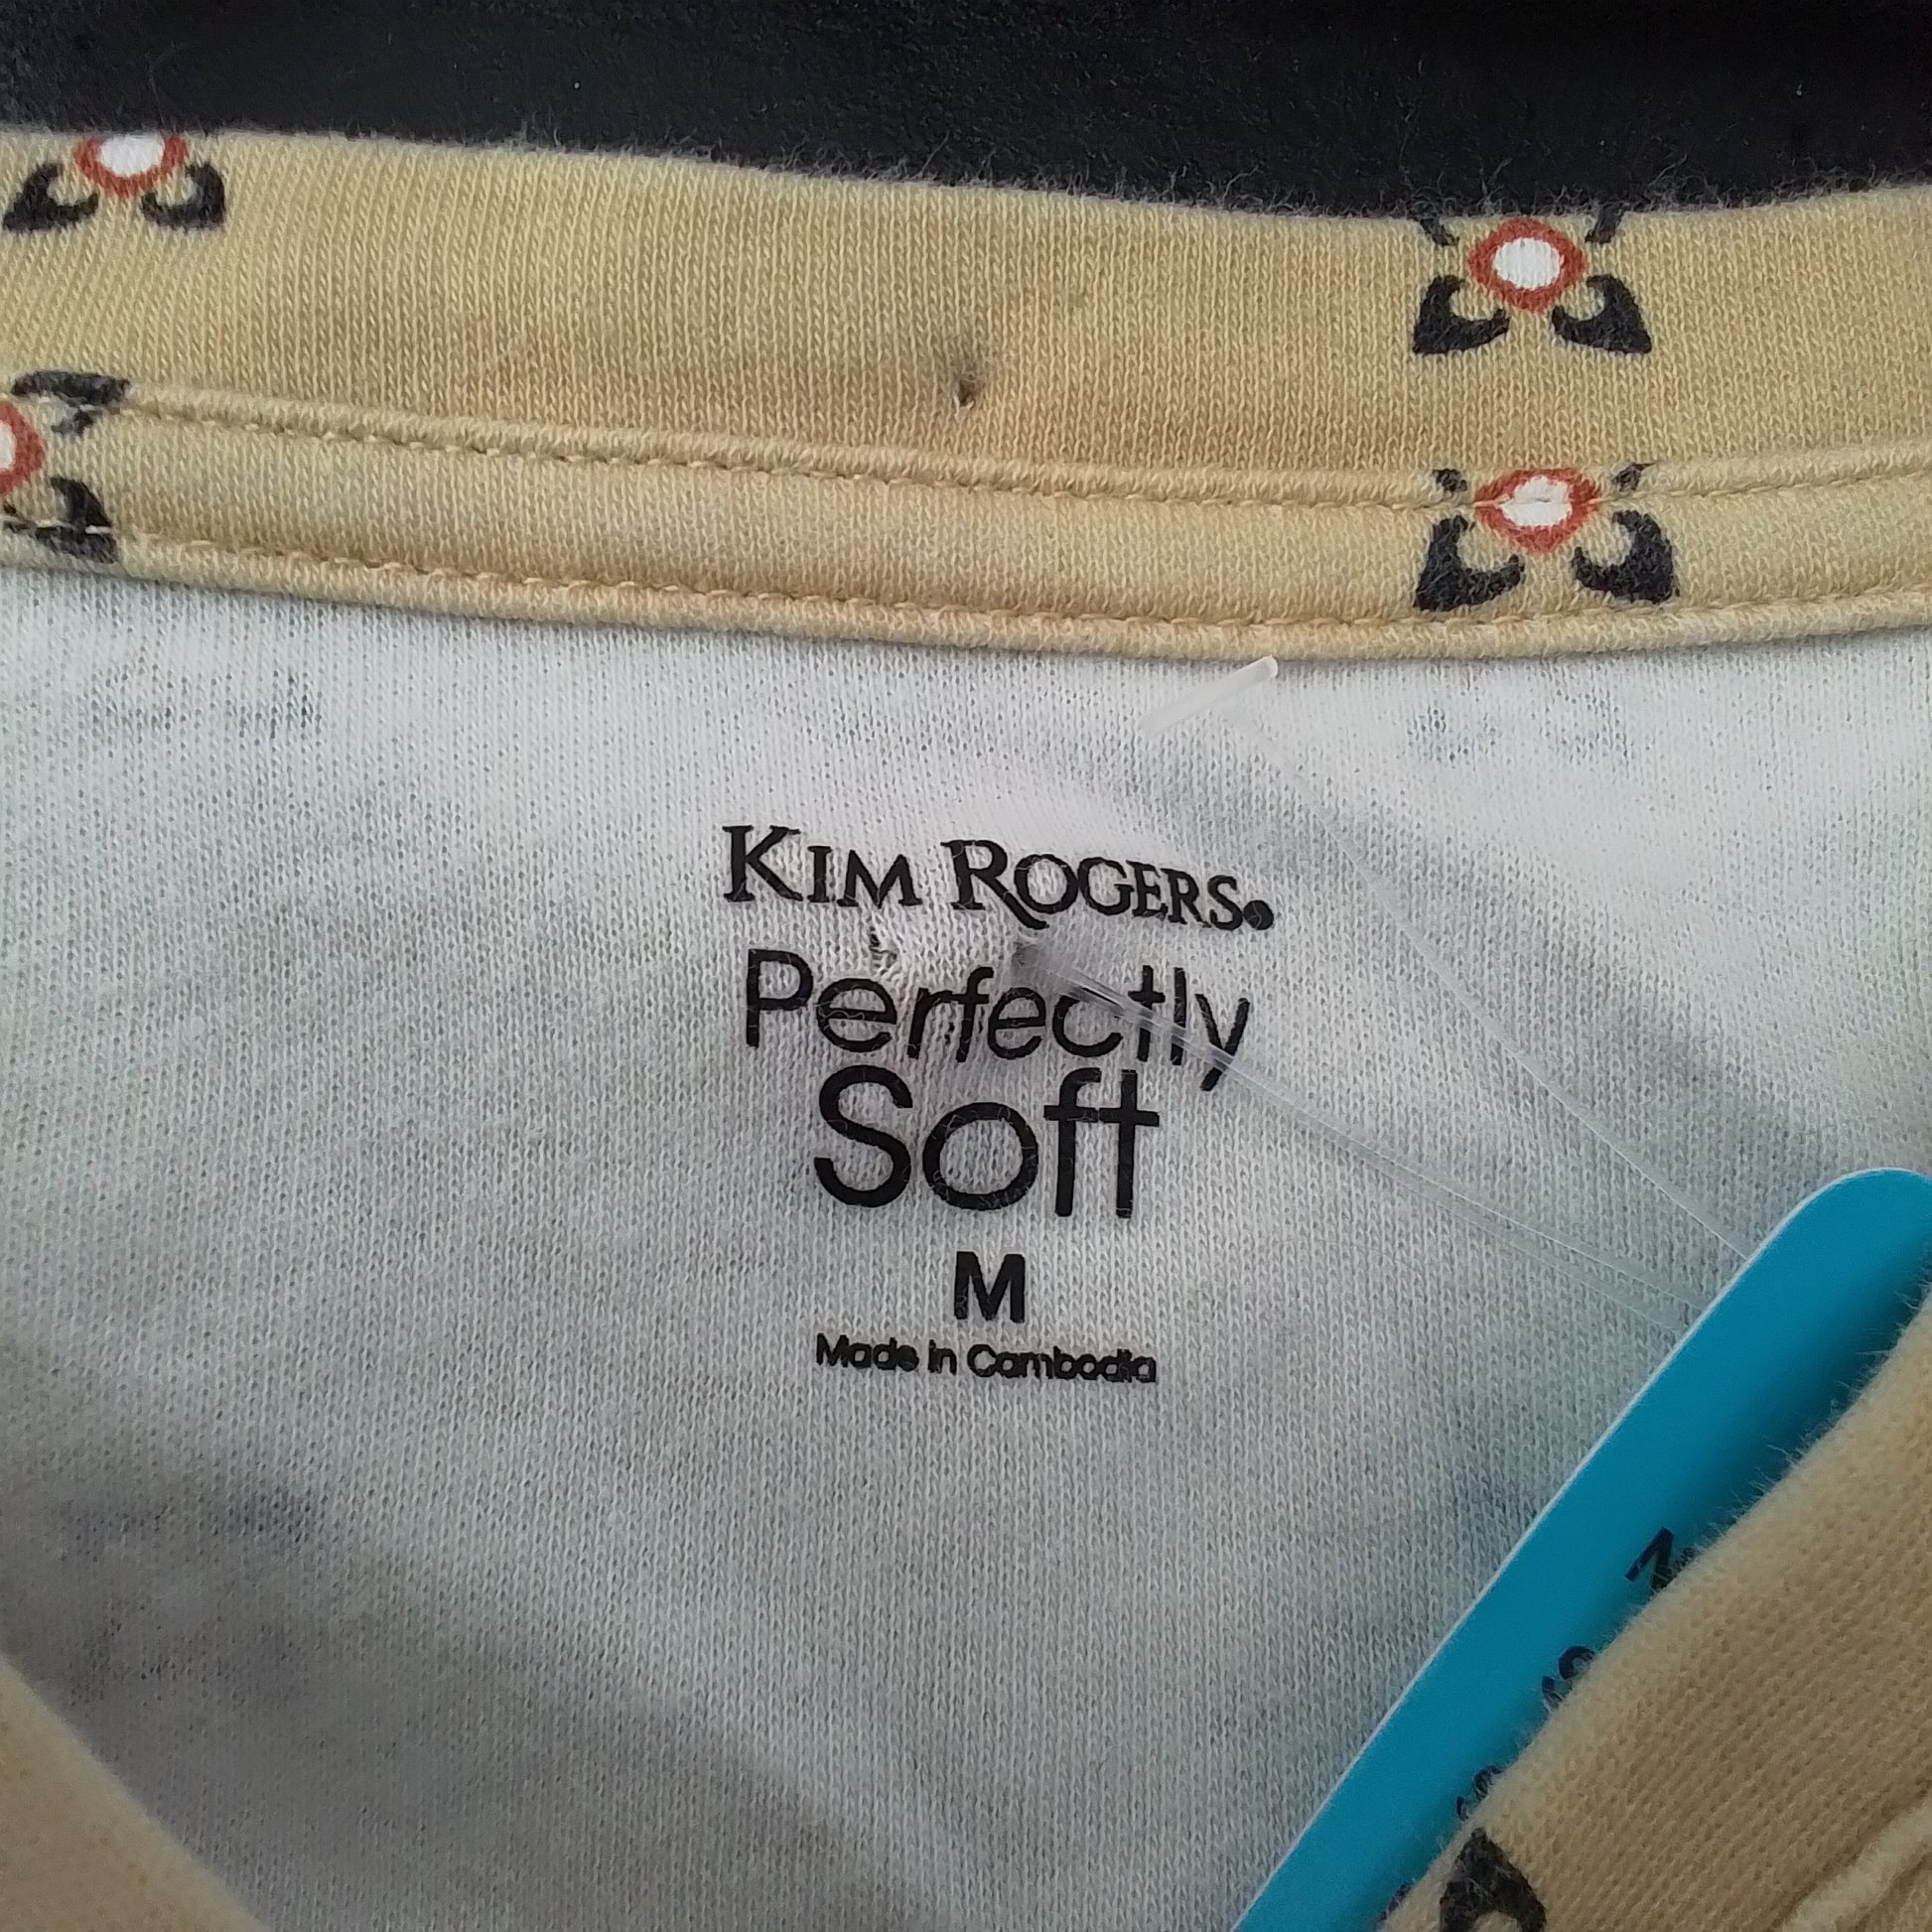 KIM ROGERS.
Perfectly
Soft
M
Made in Cambodia